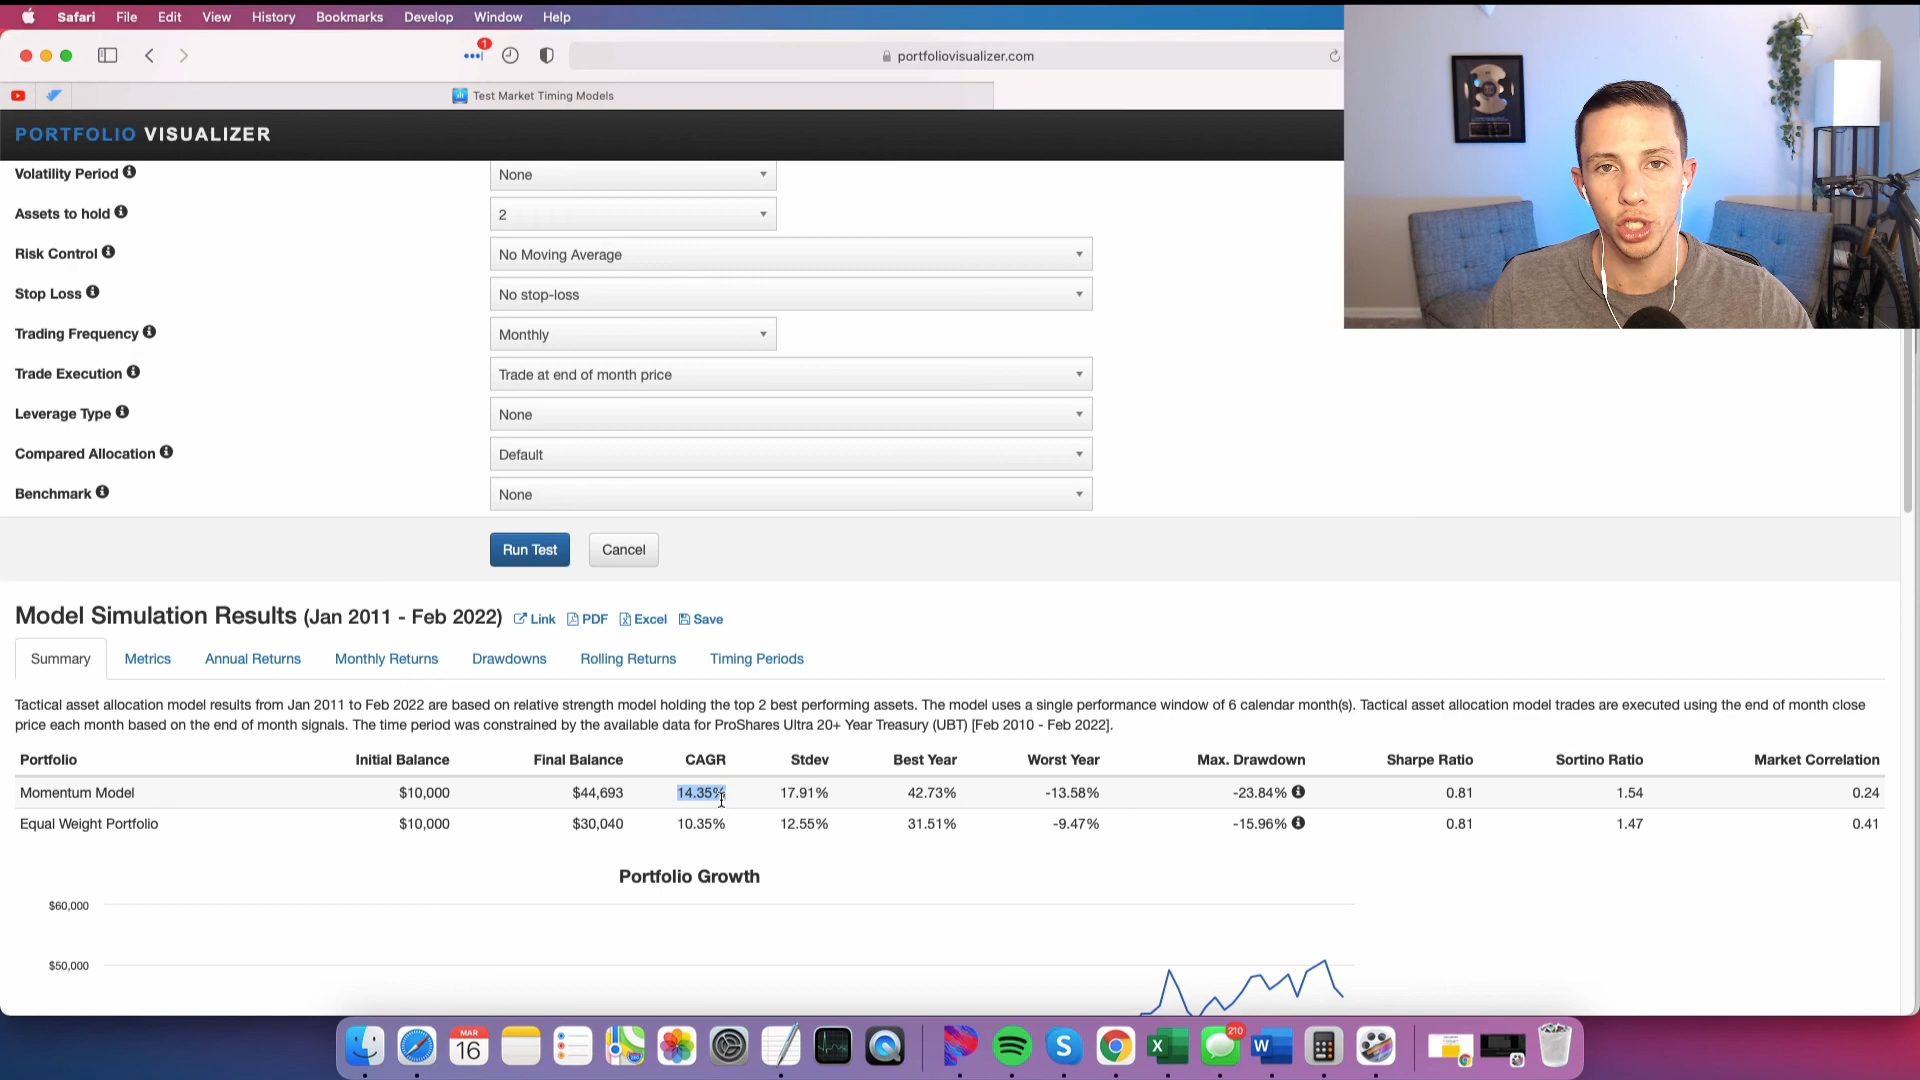 Safari File Edit View History Bookmarks Develop Window Help
1
portfoliovisualizer.com
Test Market Timing Models
PORTFOLIO VISUALIZER
Volatility Period None
Assets to hold 2
Risk Control No Moving Average
Stop Loss No stop-loss
Trading Frequency Monthly
Trade Execution Trade at end of month price
Leverage Type None
Compared Allocation Default
Benchmark None
Run Test Cancel
Model Simulation Results (Jan 2011 - Feb 2022) Link PDF Excel Save
Summary Metrics Annual Returns Monthly Returns Drawdowns Rolling Returns Timing Periods
Tactical asset allocation model results from Jan 2011 to Feb 2022 are based on relative strength model holding the top 2 best performing assets. The model uses a single performance window of 6 calendar month(s). Tactical asset allocation model trades are executed using the end of month close
price each month based on the end of month signals. The time period was constrained by the available data for ProShares Ultra 20+ Year Treasury (UBT) [Feb 2010 - Feb 2022].
Portfolio Initial Balance Final Balance CAGR Stdev Best Year Worst Year Max. Drawdown Sharpe Ratio Sortino Ratio Market Correlation
Momentum Model $10,000 $44,693 14.35% 17.91% 42.73% -13.58% -23.84% 0.81 1.54 0.24
Equal Weight Portfolio $10,000 $30,040 10.35% 12.55% 31.51% -9.47% -15.96% 0.81 1.47 0.41
Portfolio Growth
$60,000
$50,000
MAR
16
210
S
X
W